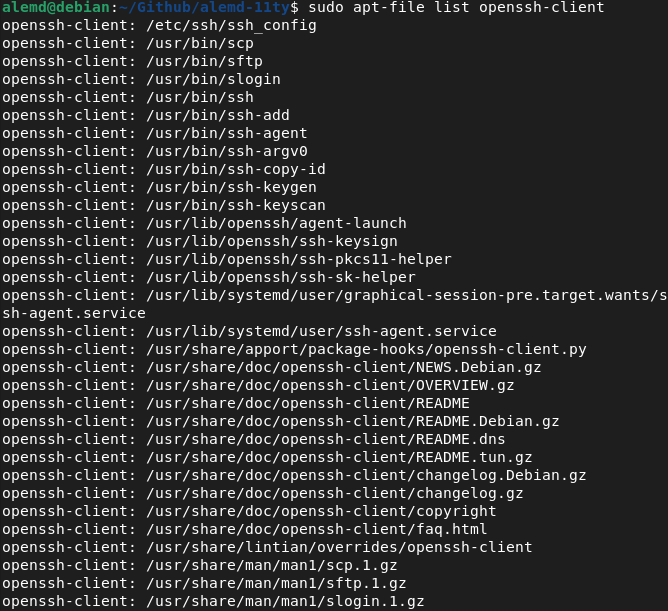 alemd@debian:~/Github/alemd-11ty$ sudo apt-file list openssh-client
openssh-client: /etc/ssh/ssh_config
openssh-client: /usr/bin/scp
openssh-client: /usr/bin/sftp
openssh-client: /usr/bin/slogin
openssh-client: /usr/bin/ssh
openssh-client: /usr/bin/ssh-add
openssh-client: /usr/bin/ssh-agent
openssh-client: /usr/bin/ssh-argv0
openssh-client: /usr/bin/ssh-copy-id
openssh-client: /usr/bin/ssh-keygen
openssh-client: /usr/bin/ssh-keyscan
openssh-client: /usr/lib/openssh/agent-launch
openssh-client: /usr/lib/openssh/ssh-keysign
openssh-client: /usr/lib/openssh/ssh-pkcs11-helper
openssh-client: /usr/lib/openssh/ssh-sk-helper
openssh-client: /usr/lib/systemd/user/graphical-session-pre.target.wants/s
sh-agent.service
openssh-client: /usr/lib/systemd/user/ssh-agent.service
openssh-client: /usr/share/apport/package-hooks/openssh-client.py
openssh-client: /usr/share/doc/openssh-client/NEWS.Debian.gz
openssh-client: /usr/share/doc/openssh-client/OVERVIEW.gz
openssh-client: /usr/share/doc/openssh-client/README
openssh-client: /usr/share/doc/openssh-client/README.Debian.gz
openssh-client: /usr/share/doc/openssh-client/README.dns
openssh-client: /usr/share/doc/openssh-client/README.tun.gz
openssh-client: /usr/share/doc/openssh-client/changelog.Debian.gz
openssh-client: /usr/share/doc/openssh-client/changelog.gz
openssh-client: /usr/share/doc/openssh-client/copyright
openssh-client: /usr/share/doc/openssh-client/faq.html
openssh-client: /usr/share/lintian/overrides/openssh-client
openssh-client: /usr/share/man/man1/scp.1.gz
openssh-client: /usr/share/man/man1/sftp.1.gz
openssh-client: /usr/share/man/man1/slogin.1.gz